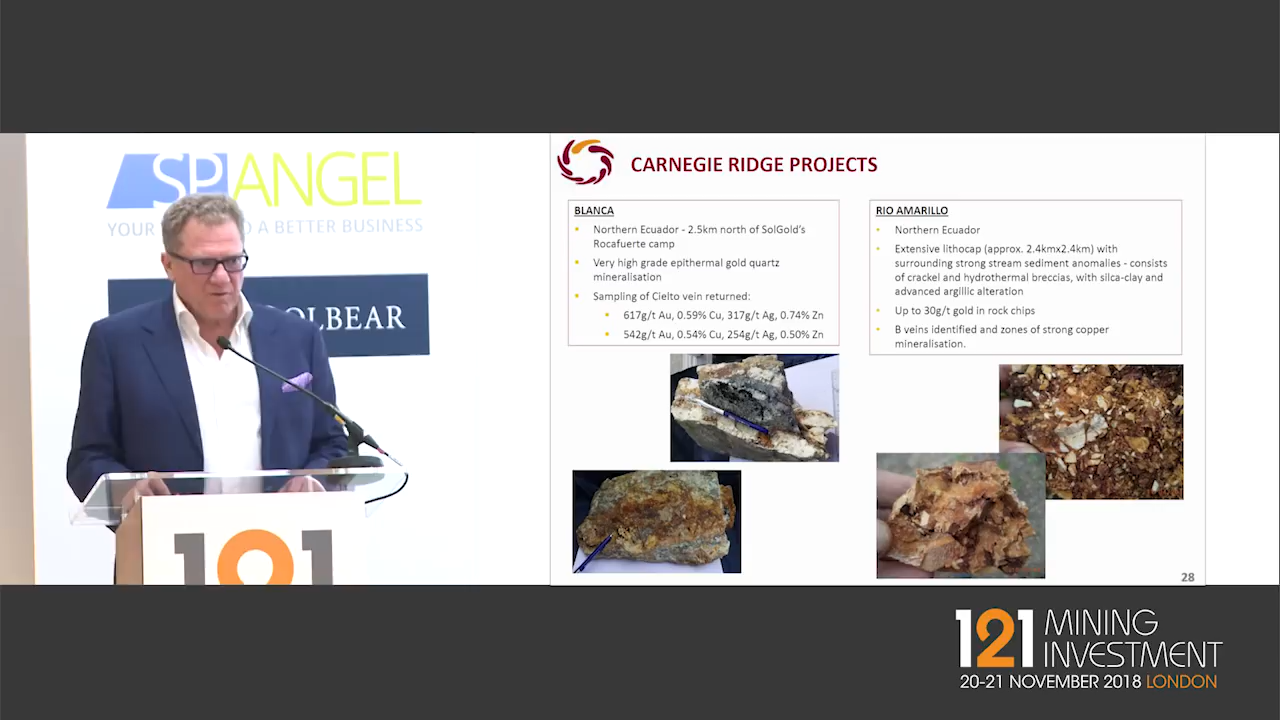 SP ANGEL
YOUR A BETTER BUSINESS
OLBEAR
121
CARNEGIE RIDGE PROJECTS
BLANCA
• Northern Ecuador - 2.5km north of SolGold's
Rocafuerte camp
• Very high grade epithermal gold quartz
mineralisation
• Sampling of Cielto vein returned:
• 617g/t Au, 0.59% Cu, 317g/t Ag, 0.74% Zn
• 542g/t Au, 0.54% Cu, 254g/t Ag, 0.50% Zn
RIO AMARILLO
• Northern Ecuador
• Extensive lithocap (approx. 2.4kmx2.4km) with
surrounding strong stream sediment anomalies - consists
of crackel and hydrothermal breccias, with silca-clay and
advanced argillic alteration
• Up to 30g/t gold in rock chips
• B veins identified and zones of strong copper
mineralisation.
28
121 MINING
INVESTMENT
20-21 NOVEMBER 2018 LONDON